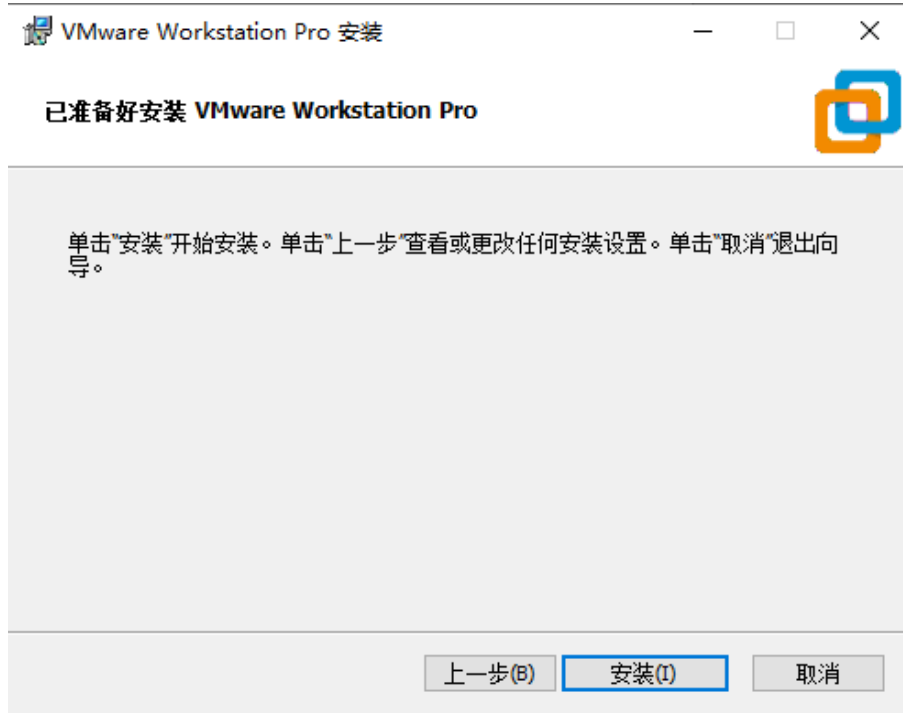 VMware Workstation Pro 安装
已准备好安装 VMware Workstation Pro
单击"安装"开始安装。单击"上一步"查看或更改任何安装设置。单击"取消"退出向
导。
上一步(B)
安装(I)
取消